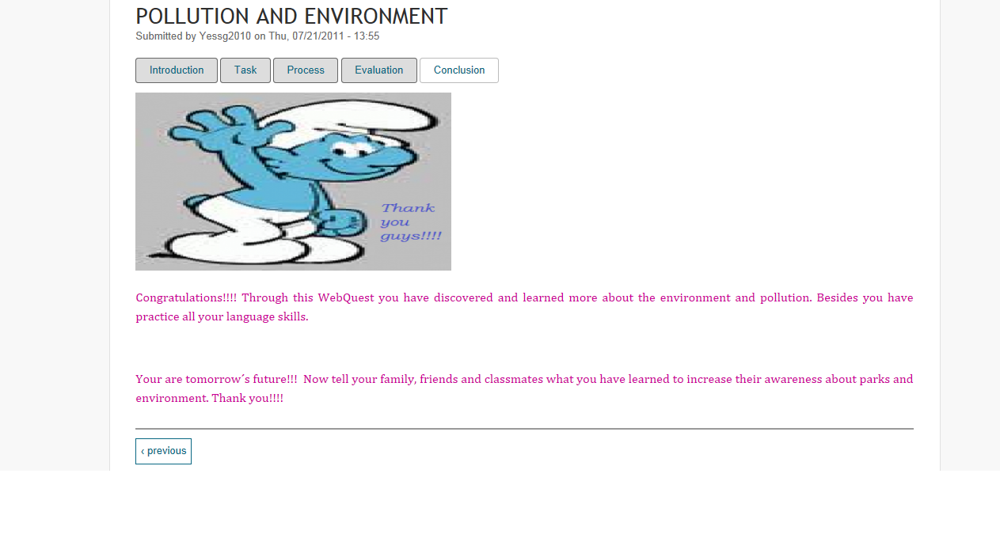 POLLUTION AND ENVIRONMENT
Submitted by Yessg2010 on Thu, 07/21/2011 - 13:55
Introduction Task Process Evaluation Conclusion
Thank
you
guys!!!!
Congratulations!!!! Through this WebQuest you have discovered and learned more about the environment and pollution. Besides you have
practice all your language skills.
Your are tomorrow´s future!!! Now tell your family, friends and classmates what you have learned to increase their awareness about parks and
environment. Thank you!!!!
‹ previous